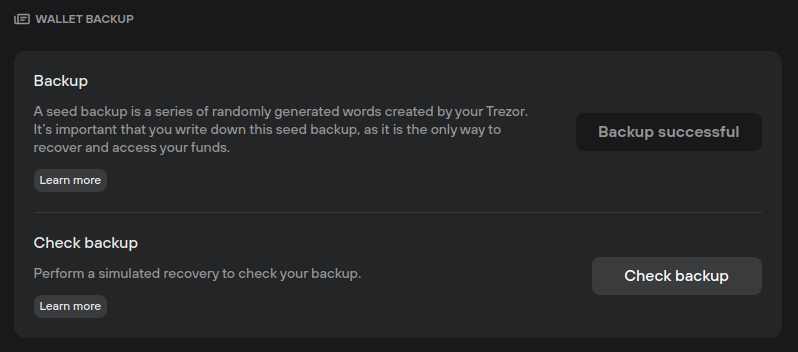 WALLET BACKUP
Backup
A seed backup is a series of randomly generated words created by your Trezor.
It's important that you write down this seed backup, as it is the only way to
recover and access your funds.
Backup successful
Learn more
Check backup
Perform a simulated recovery to check your backup.
Check backup
Learn more